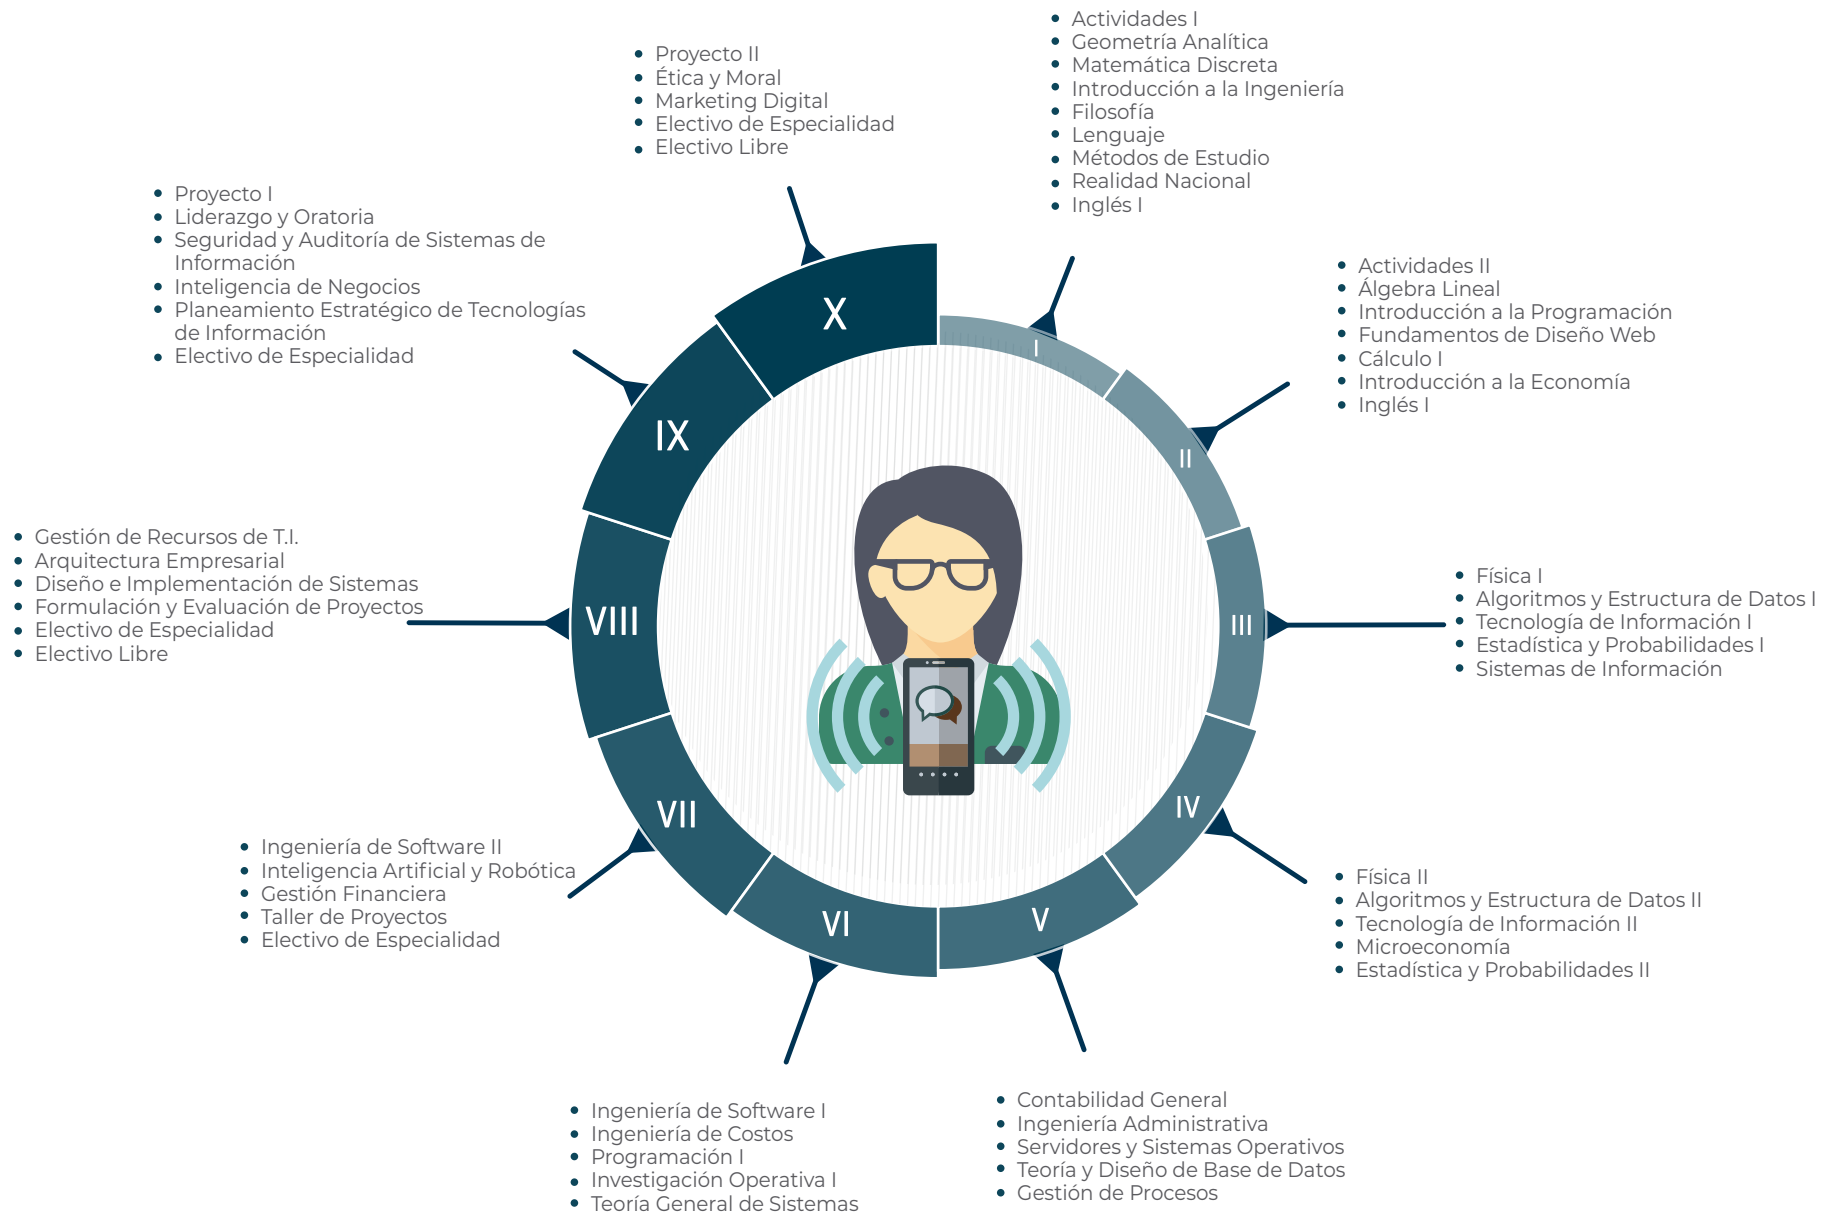 • Actividades I
• Geometría Analítica
• Matemática Discreta
• Introducción a la Ingeniería
• Filosofía
• Lenguaje
• Métodos de Estudio
• Realidad Nacional
• Inglés I
I
• Actividades II
• Álgebra Lineal
• Introducción a la Programación
• Fundamentos de Diseño Web
• Cálculo I
• Introducción a la Economía
• Inglés I
II
• Física I
• Algoritmos y Estructura de Datos I
• Tecnología de Información I
• Estadística y Probabilidades I
• Sistemas de Información
III
• Física II
• Algoritmos y Estructura de Datos II
• Tecnología de Información II
• Microeconomía
• Estadística y Probabilidades II
IV
• Contabilidad General
• Ingeniería Administrativa
• Servidores y Sistemas Operativos
• Teoría y Diseño de Base de Datos
• Gestión de Procesos
V
• Ingeniería de Software I
• Ingeniería de Costos
• Programación I
• Investigación Operativa I
• Teoría General de Sistemas
VI
• Ingeniería de Software II
• Inteligencia Artificial y Robótica
• Gestión Financiera
• Taller de Proyectos
• Electivo de Especialidad
VII
• Gestión de Recursos de T.I.
• Arquitectura Empresarial
• Diseño e Implementación de Sistemas
• Formulación y Evaluación de Proyectos
• Electivo de Especialidad
• Electivo Libre
VIII
• Proyecto I
• Liderazgo y Oratoria
• Seguridad y Auditoría de Sistemas de
Información
• Inteligencia de Negocios
• Planeamiento Estratégico de Tecnologías
de Información
• Electivo de Especialidad
IX
• Proyecto II
• Ética y Moral
• Marketing Digital
• Electivo de Especialidad
• Electivo Libre
X